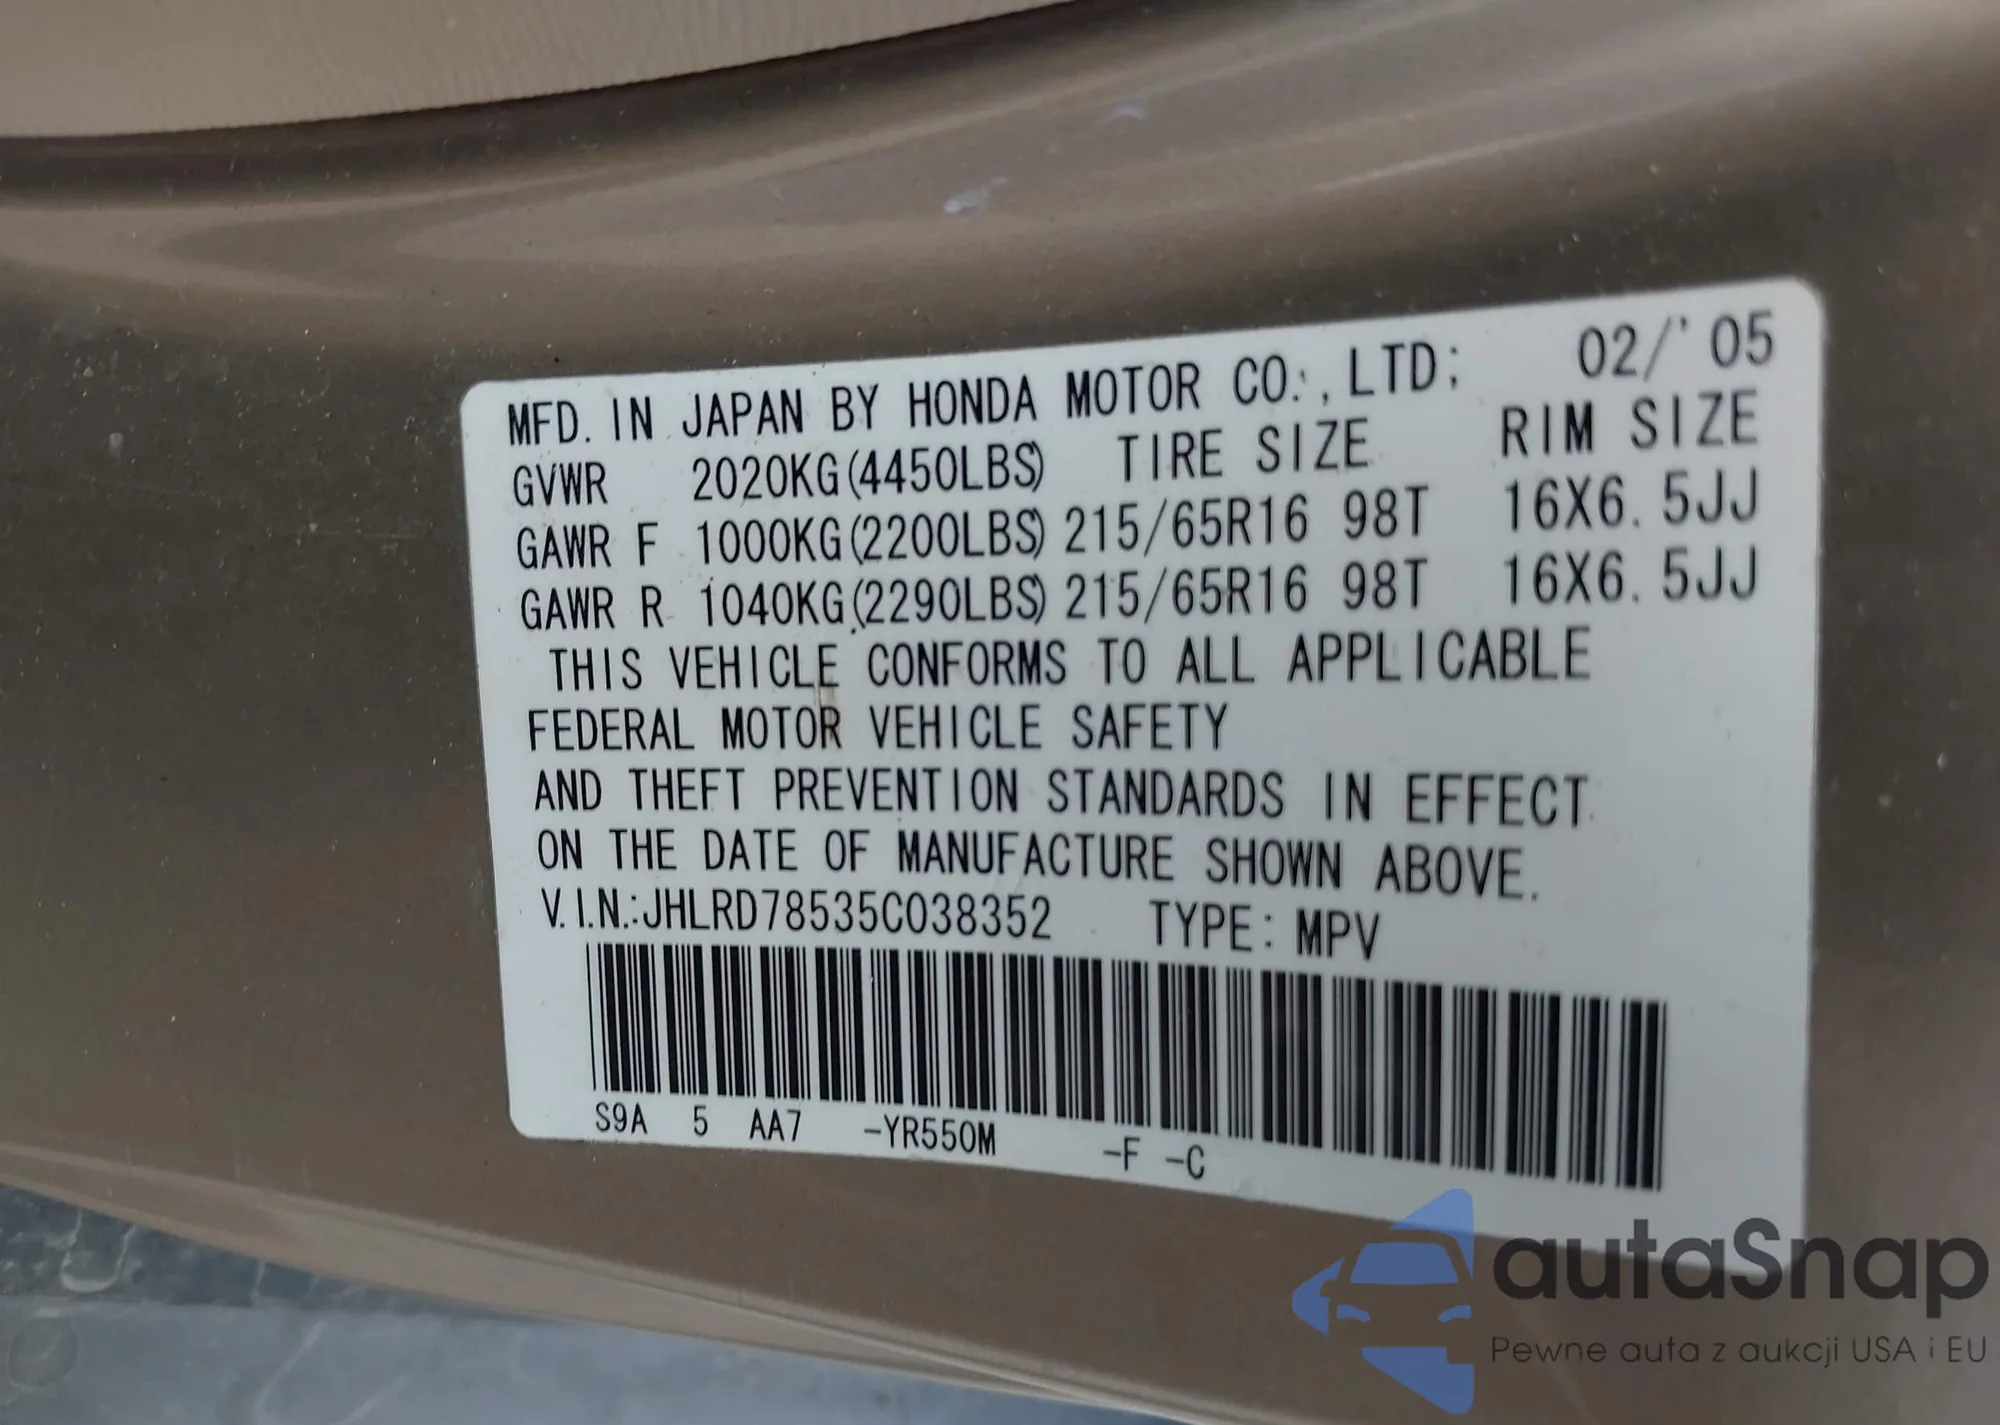 MFD. IN JAPAN BY HONDA MOTOR CO., LTD; 02/'05
GVWR 2020KG(4450LBS) TIRE SIZE RIM SIZE
GAWR F 1000KG(2200LBS) 215/65R16 98T 16X6.5JJ
GAWR R 1040KG(2290LBS) 215/65R16 98T 16X6.5JJ
THIS VEHICLE CONFORMS TO ALL APPLICABLE
FEDERAL MOTOR VEHICLE SAFETY
AND THEFT PREVENTION STANDARDS IN EFFECT
ON THE DATE OF MANUFACTURE SHOWN ABOVE.
V.I.N.:JHLRD78535C038352 TYPE: MPV
S9A 5 AA7 -YR550M -F -C
autaSnap
Pewne auta z aukcji USA i EU